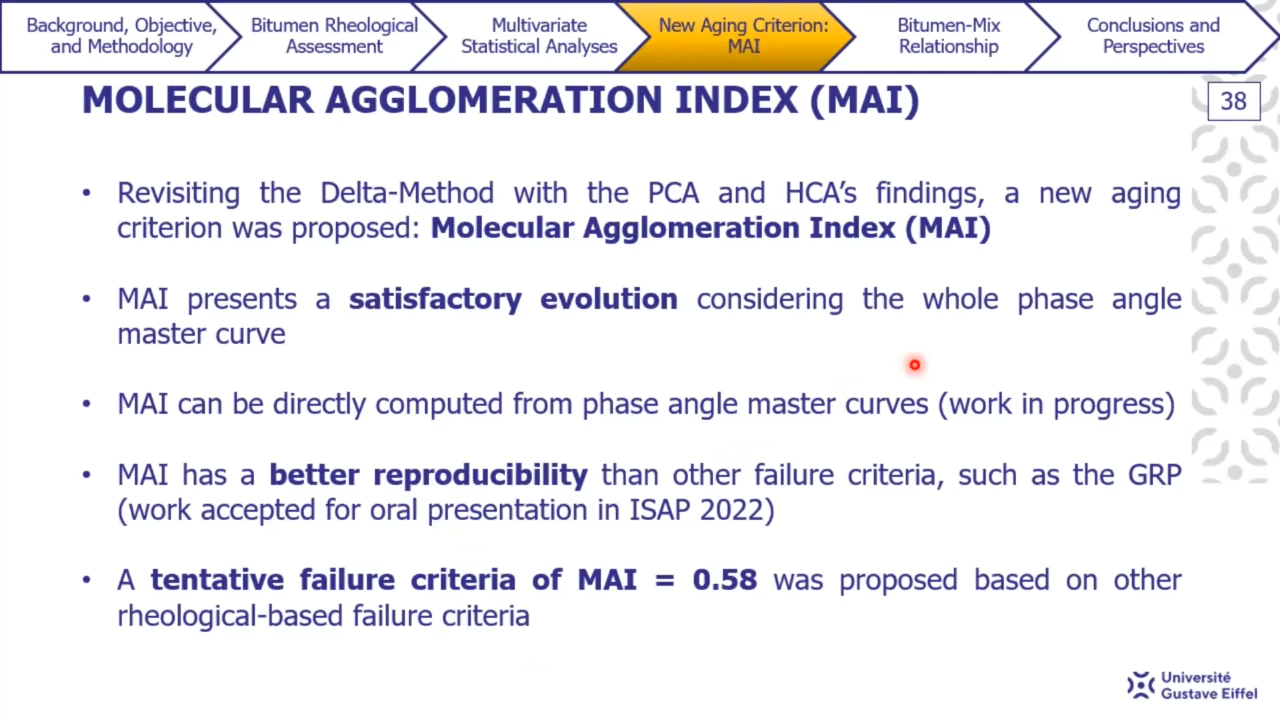 Background, Objective,
and Methodology
Bitumen Rheological
Assessment
Multivariate
Statistical Analyses
New Aging Criterion:
MAI
Bitumen-Mix
Relationship
Conclusions and
Perspectives
MOLECULAR AGGLOMERATION INDEX (MAI)
38
• Revisiting the Delta-Method with the PCA and HCA's findings, a new aging
criterion was proposed: Molecular Agglomeration Index (MAI)
• MAI presents a satisfactory evolution considering the whole phase angle
master curve
• MAI can be directly computed from phase angle master curves (work in progress)
• MAI has a better reproducibility than other failure criteria, such as the GRP
(work accepted for oral presentation in ISAP 2022)
• A tentative failure criteria of MAI = 0.58 was proposed based on other
rheological-based failure criteria
Université
Gustave Eiffel